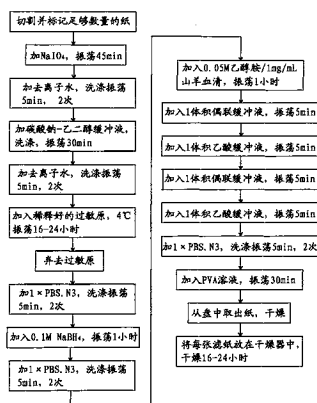 切割并标记足够数量的纸
加NaIO₄，振荡45min
加去离子水，洗涤振荡
5min，2次
加碳酸钠-乙二醇缓冲液，
洗涤，振荡30min
加去离子水，洗涤振荡
5min，2次
加入稀释好的过敏原，4℃
振荡16-24小时
弃去过敏原
加1×PBS.N3，洗涤振荡
5min，2次
加入0.1M NaBH₄，振荡1小时
加1×PBS.N3，洗涤振荡
5min，2次
加入0.05M乙醇胺/1mg/mL
山羊血清，振荡1小时
加入1体积偶联缓冲液，振荡5min
加入1体积乙酸缓冲液，振荡5min
加入1体积偶联缓冲液，振荡5min
加入1体积乙酸缓冲液，振荡5min
加1×PBS.N3，洗涤振荡5min，2次
加入PVA溶液，振荡30min
从盘中取出纸，干燥
将每张滤纸放在干燥器中，
干燥16-24小时